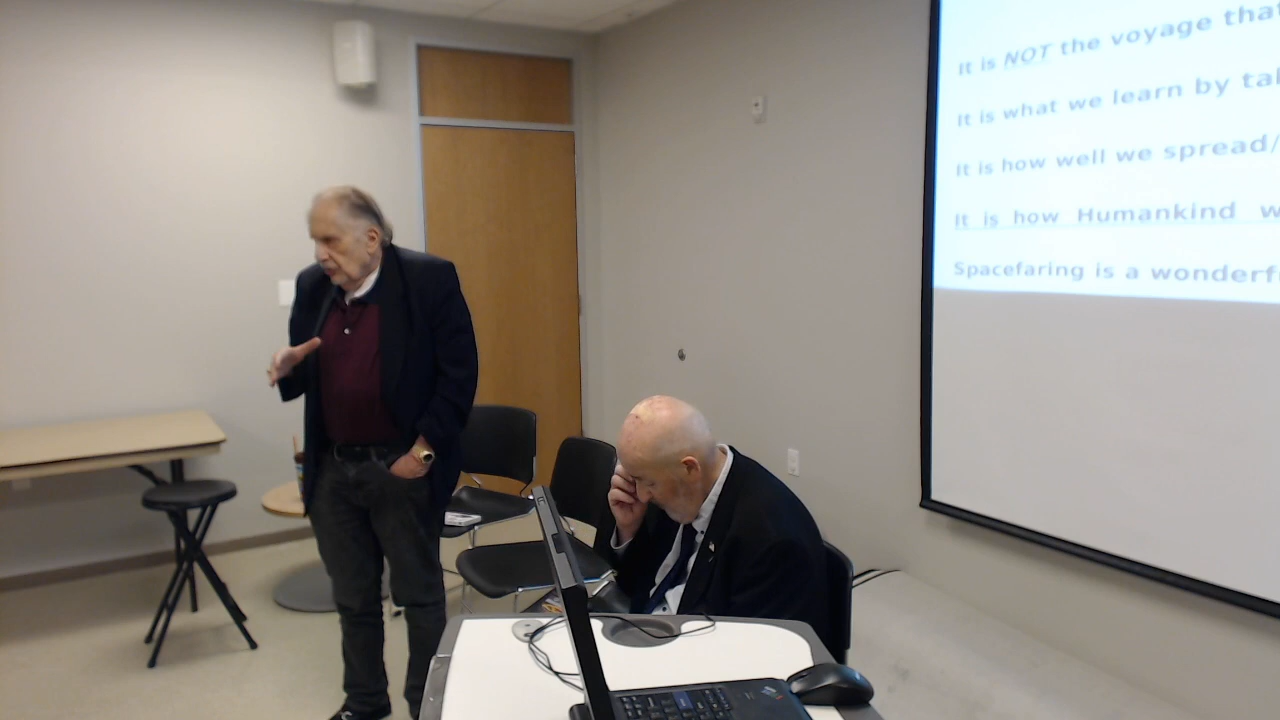 It is NOT the voyage that
It is what we learn by tak
It is how well we spread/
It is how Humankind w
Spacefaring is a wonderf